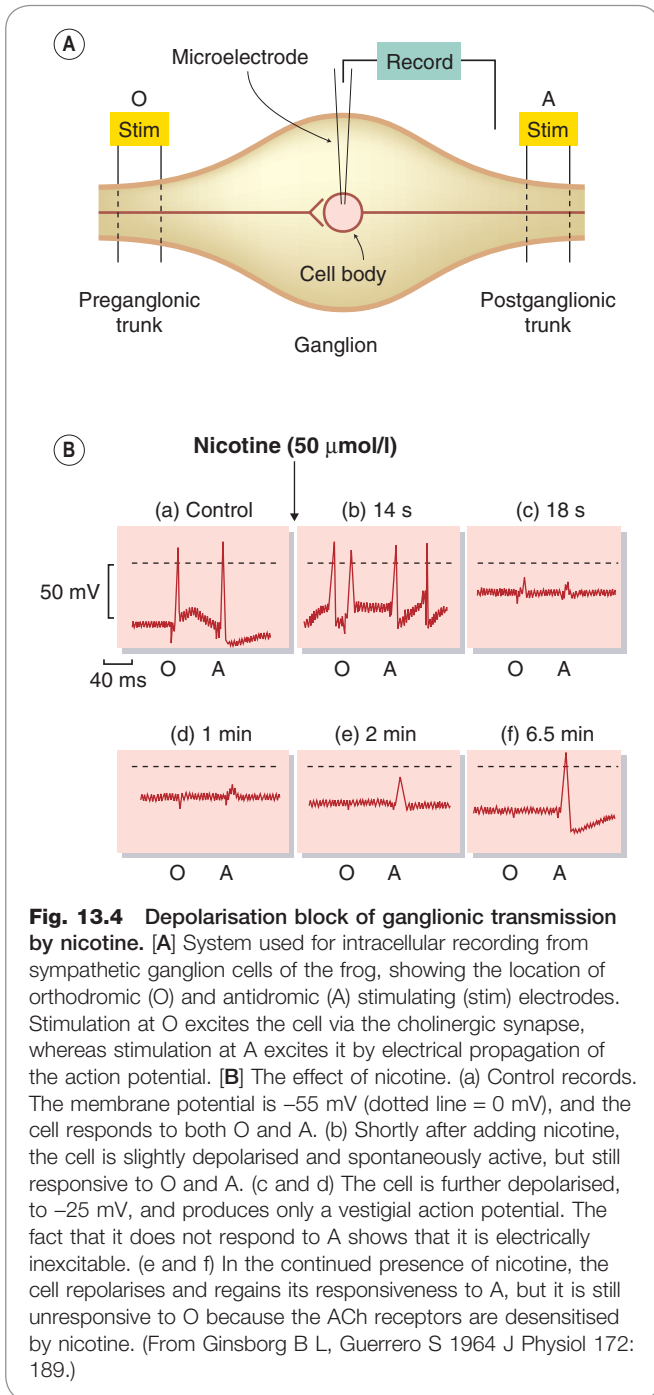 A
Microelectrode
Record
O
A
Stim
Stim
Cell body
Preganglonic
trunk
Postganglionic
trunk
Ganglion
B
Nicotine (50 μmol/l)
(a) Control
(b) 14 s
(c) 18 s
50 mV
40 ms
O A
O A
O A
(d) 1 min
(e) 2 min
(f) 6.5 min
O A
O A
O A
Fig. 13.4 Depolarisation block of ganglionic transmission
by nicotine. [A] System used for intracellular recording from
sympathetic ganglion cells of the frog, showing the location of
orthodromic (O) and antidromic (A) stimulating (stim) electrodes.
Stimulation at O excites the cell via the cholinergic synapse,
whereas stimulation at A excites it by electrical propagation of
the action potential. [B] The effect of nicotine. (a) Control records.
The membrane potential is –55 mV (dotted line = 0 mV), and the
cell responds to both O and A. (b) Shortly after adding nicotine,
the cell is slightly depolarised and spontaneously active, but still
responsive to O and A. (c and d) The cell is further depolarised,
to –25 mV, and produces only a vestigial action potential. The
fact that it does not respond to A shows that it is electrically
inexcitable. (e and f) In the continued presence of nicotine, the
cell repolarises and regains its responsiveness to A, but it is still
unresponsive to O because the ACh receptors are desensitised
by nicotine. (From Ginsborg B L, Guerrero S 1964 J Physiol 172:
189.)